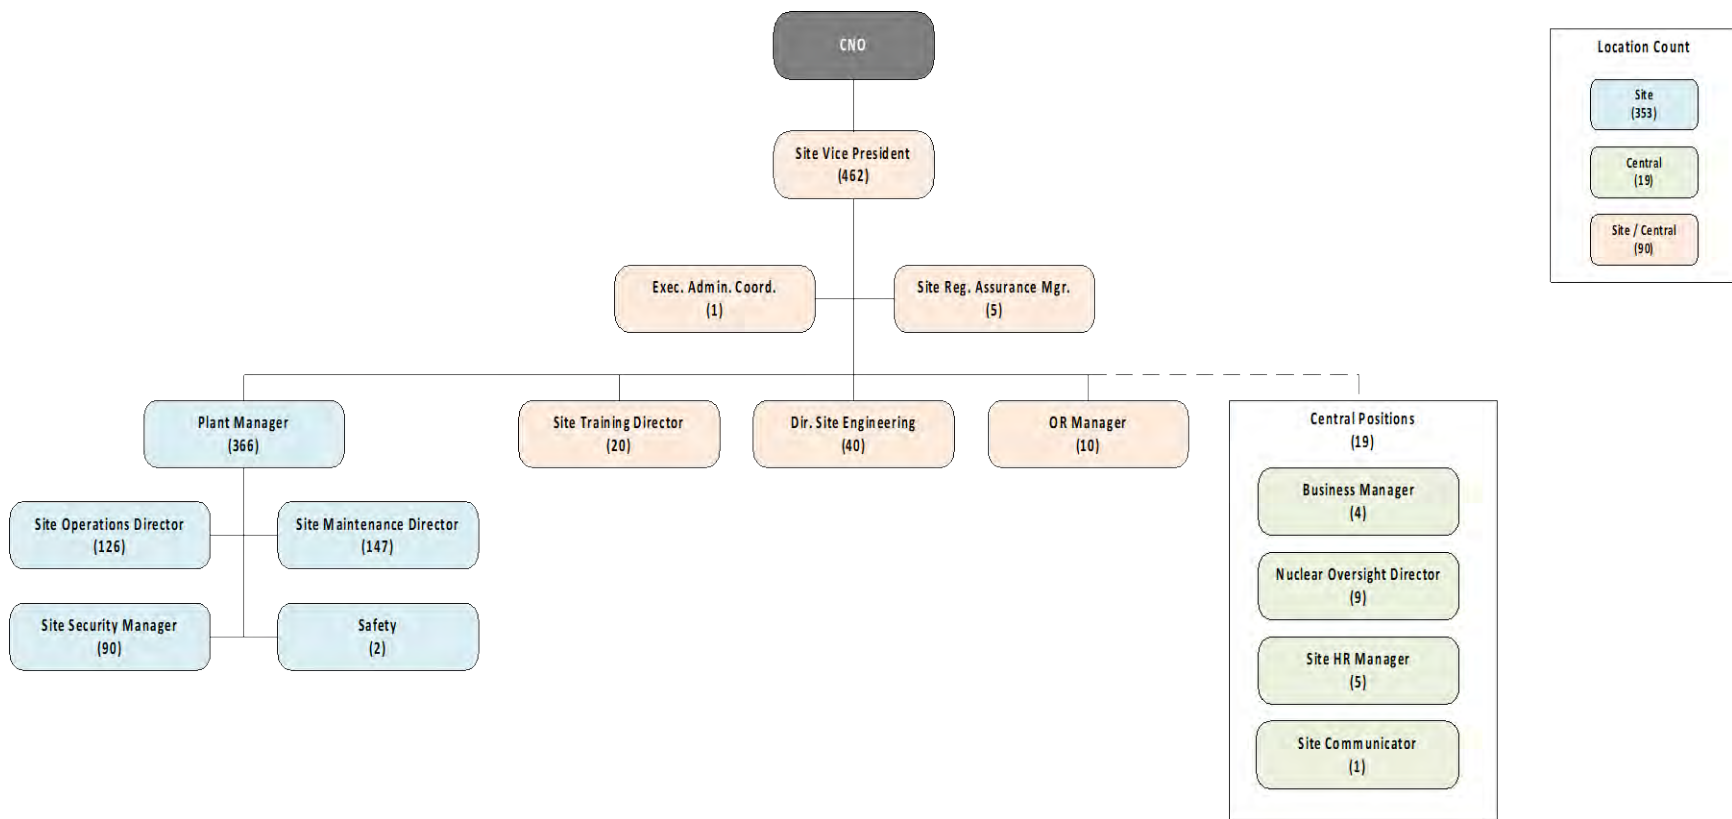 CNO
Location Count
Site
(353)
Central
(19)
Site / Central
(90)
Site Vice President
(462)
Exec. Admin. Coord.
(1)
Site Reg. Assurance Mgr.
(5)
Plant Manager
(366)
Site Training Director
(20)
Dir. Site Engineering
(40)
OR Manager
(10)
Central Positions
(19)
Business Manager
(4)
Nuclear Oversight Director
(9)
Site HR Manager
(5)
Site Communicator
(1)
Site Operations Director
(126)
Site Maintenance Director
(147)
Site Security Manager
(90)
Safety
(2)